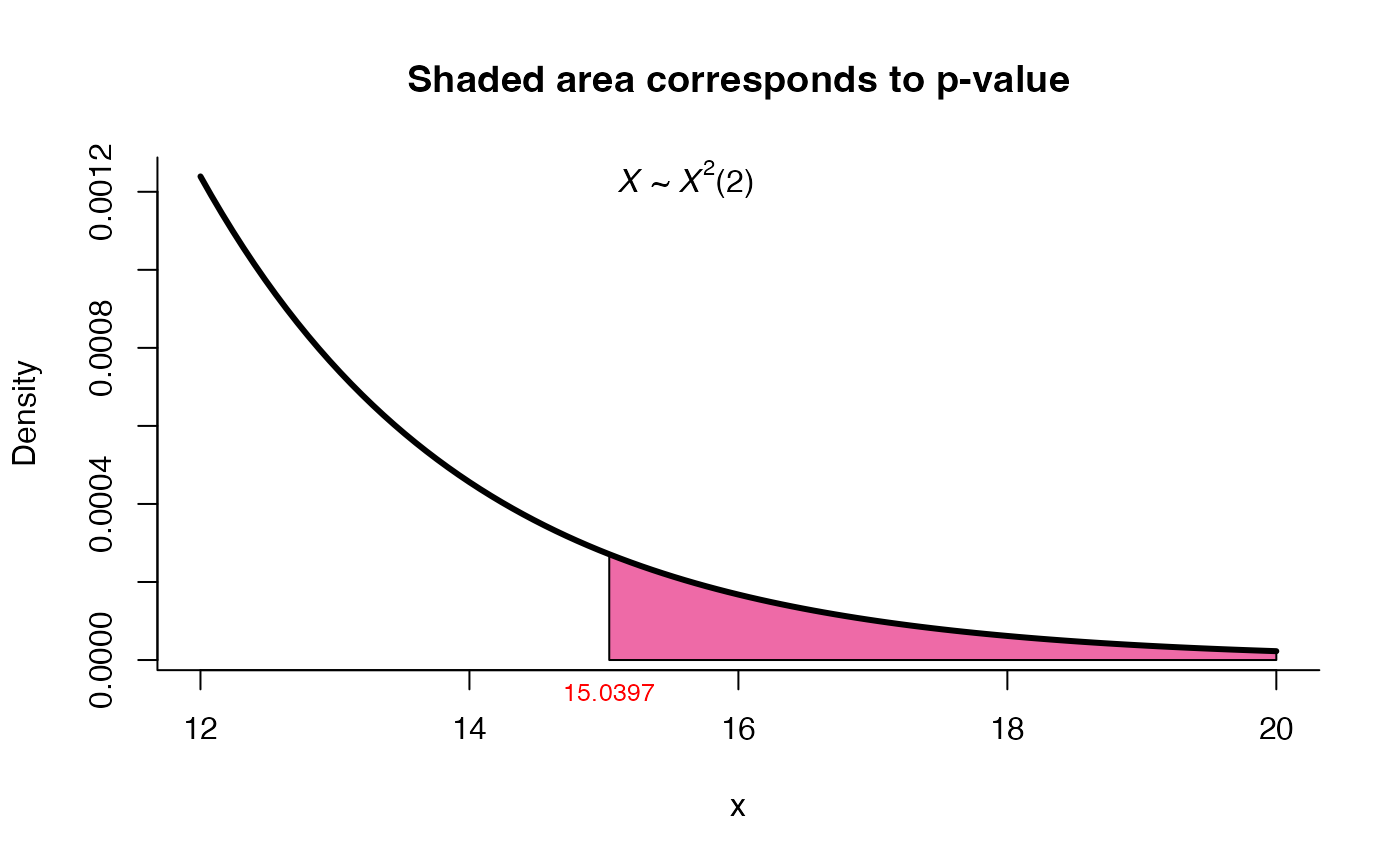 Shaded area corresponds to p-value
X ~ X²(2)
Density
0.0012
0.0008
0.0004
0.0000
15.0397
12 14 16 18 20
x